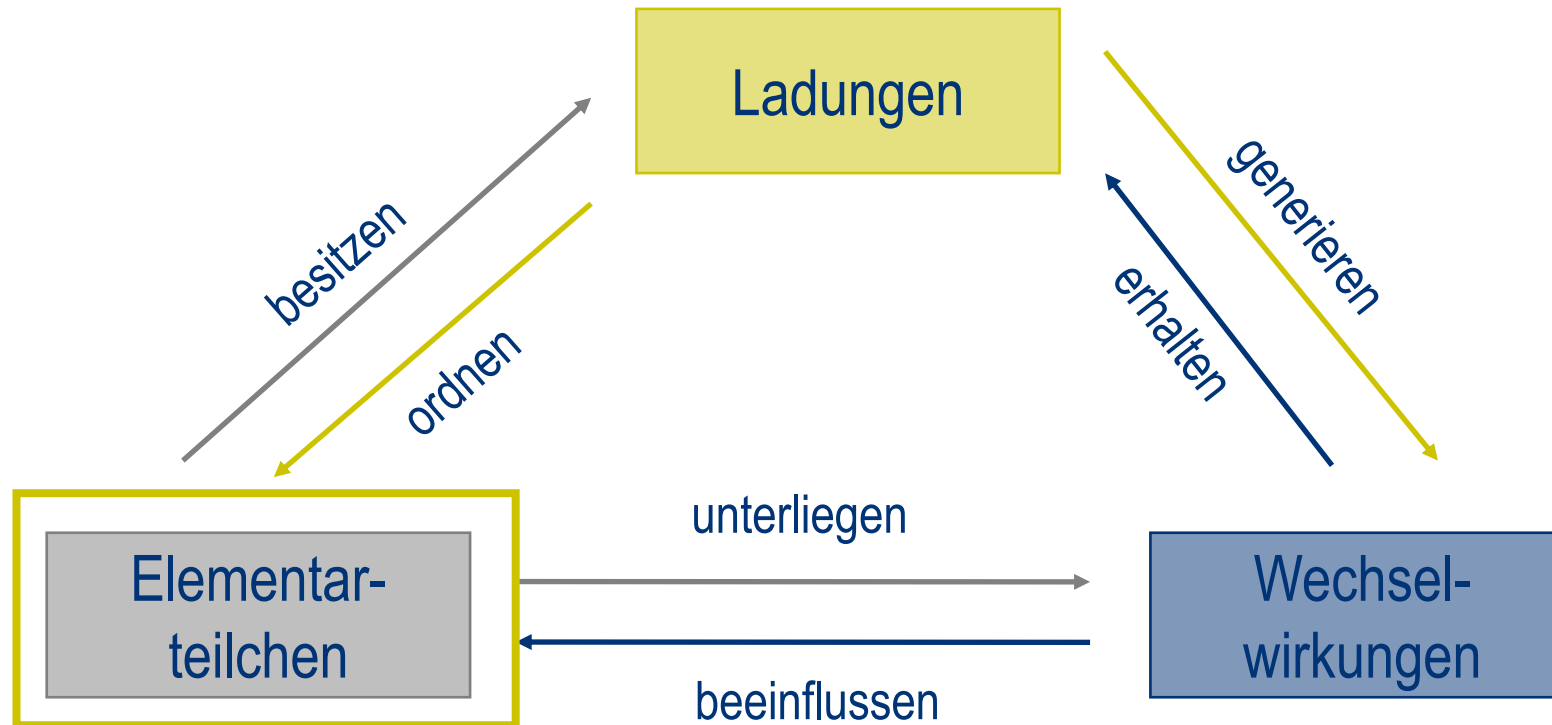 Ladungen
besitzen
ordnen
generieren
erhalten
unterliegen
Elementar-
teilchen
Wechsel-
wirkungen
beeinflussen